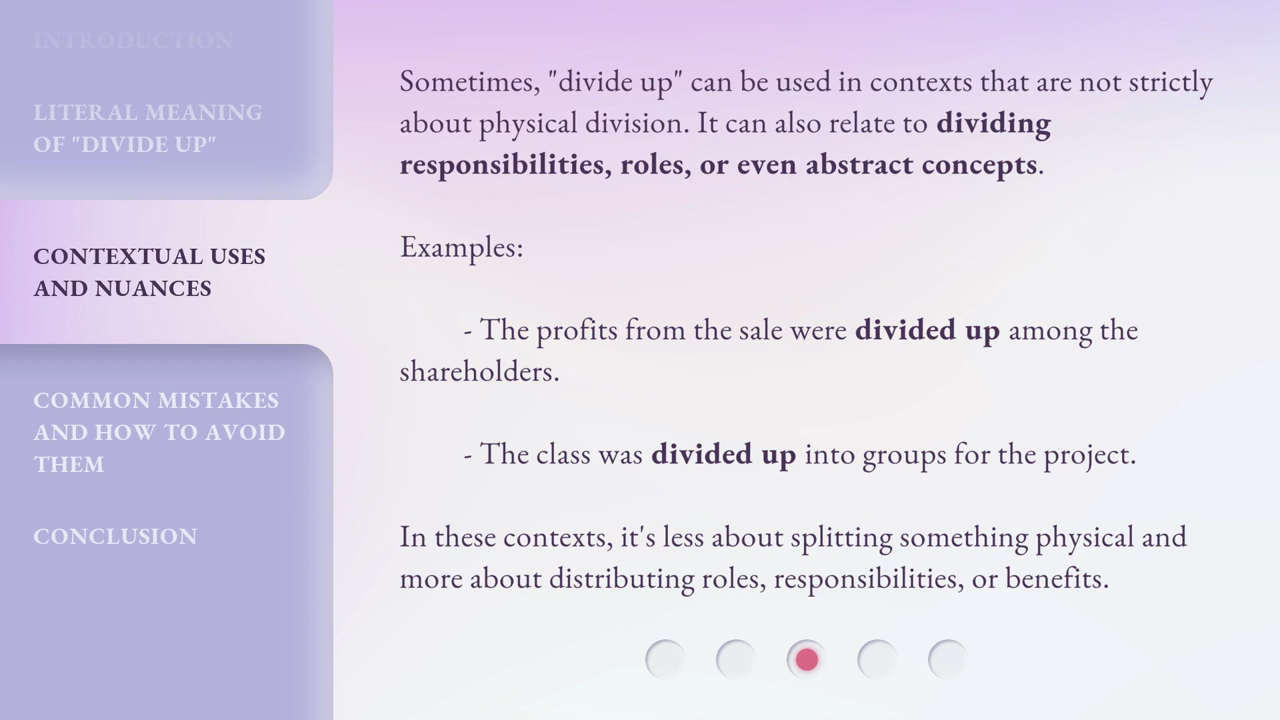 INTRODUCTION
LITERAL MEANING
OF "DIVIDE UP"
CONTEXTUAL USES
AND NUANCES
COMMON MISTAKES
AND HOW TO AVOID
THEM
CONCLUSION
Sometimes, "divide up" can be used in contexts that are not strictly
about physical division. It can also relate to dividing
responsibilities, roles, or even abstract concepts.
Examples:
- The profits from the sale were divided up among the
shareholders.
- The class was divided up into groups for the project.
In these contexts, it's less about splitting something physical and
more about distributing roles, responsibilities, or benefits.